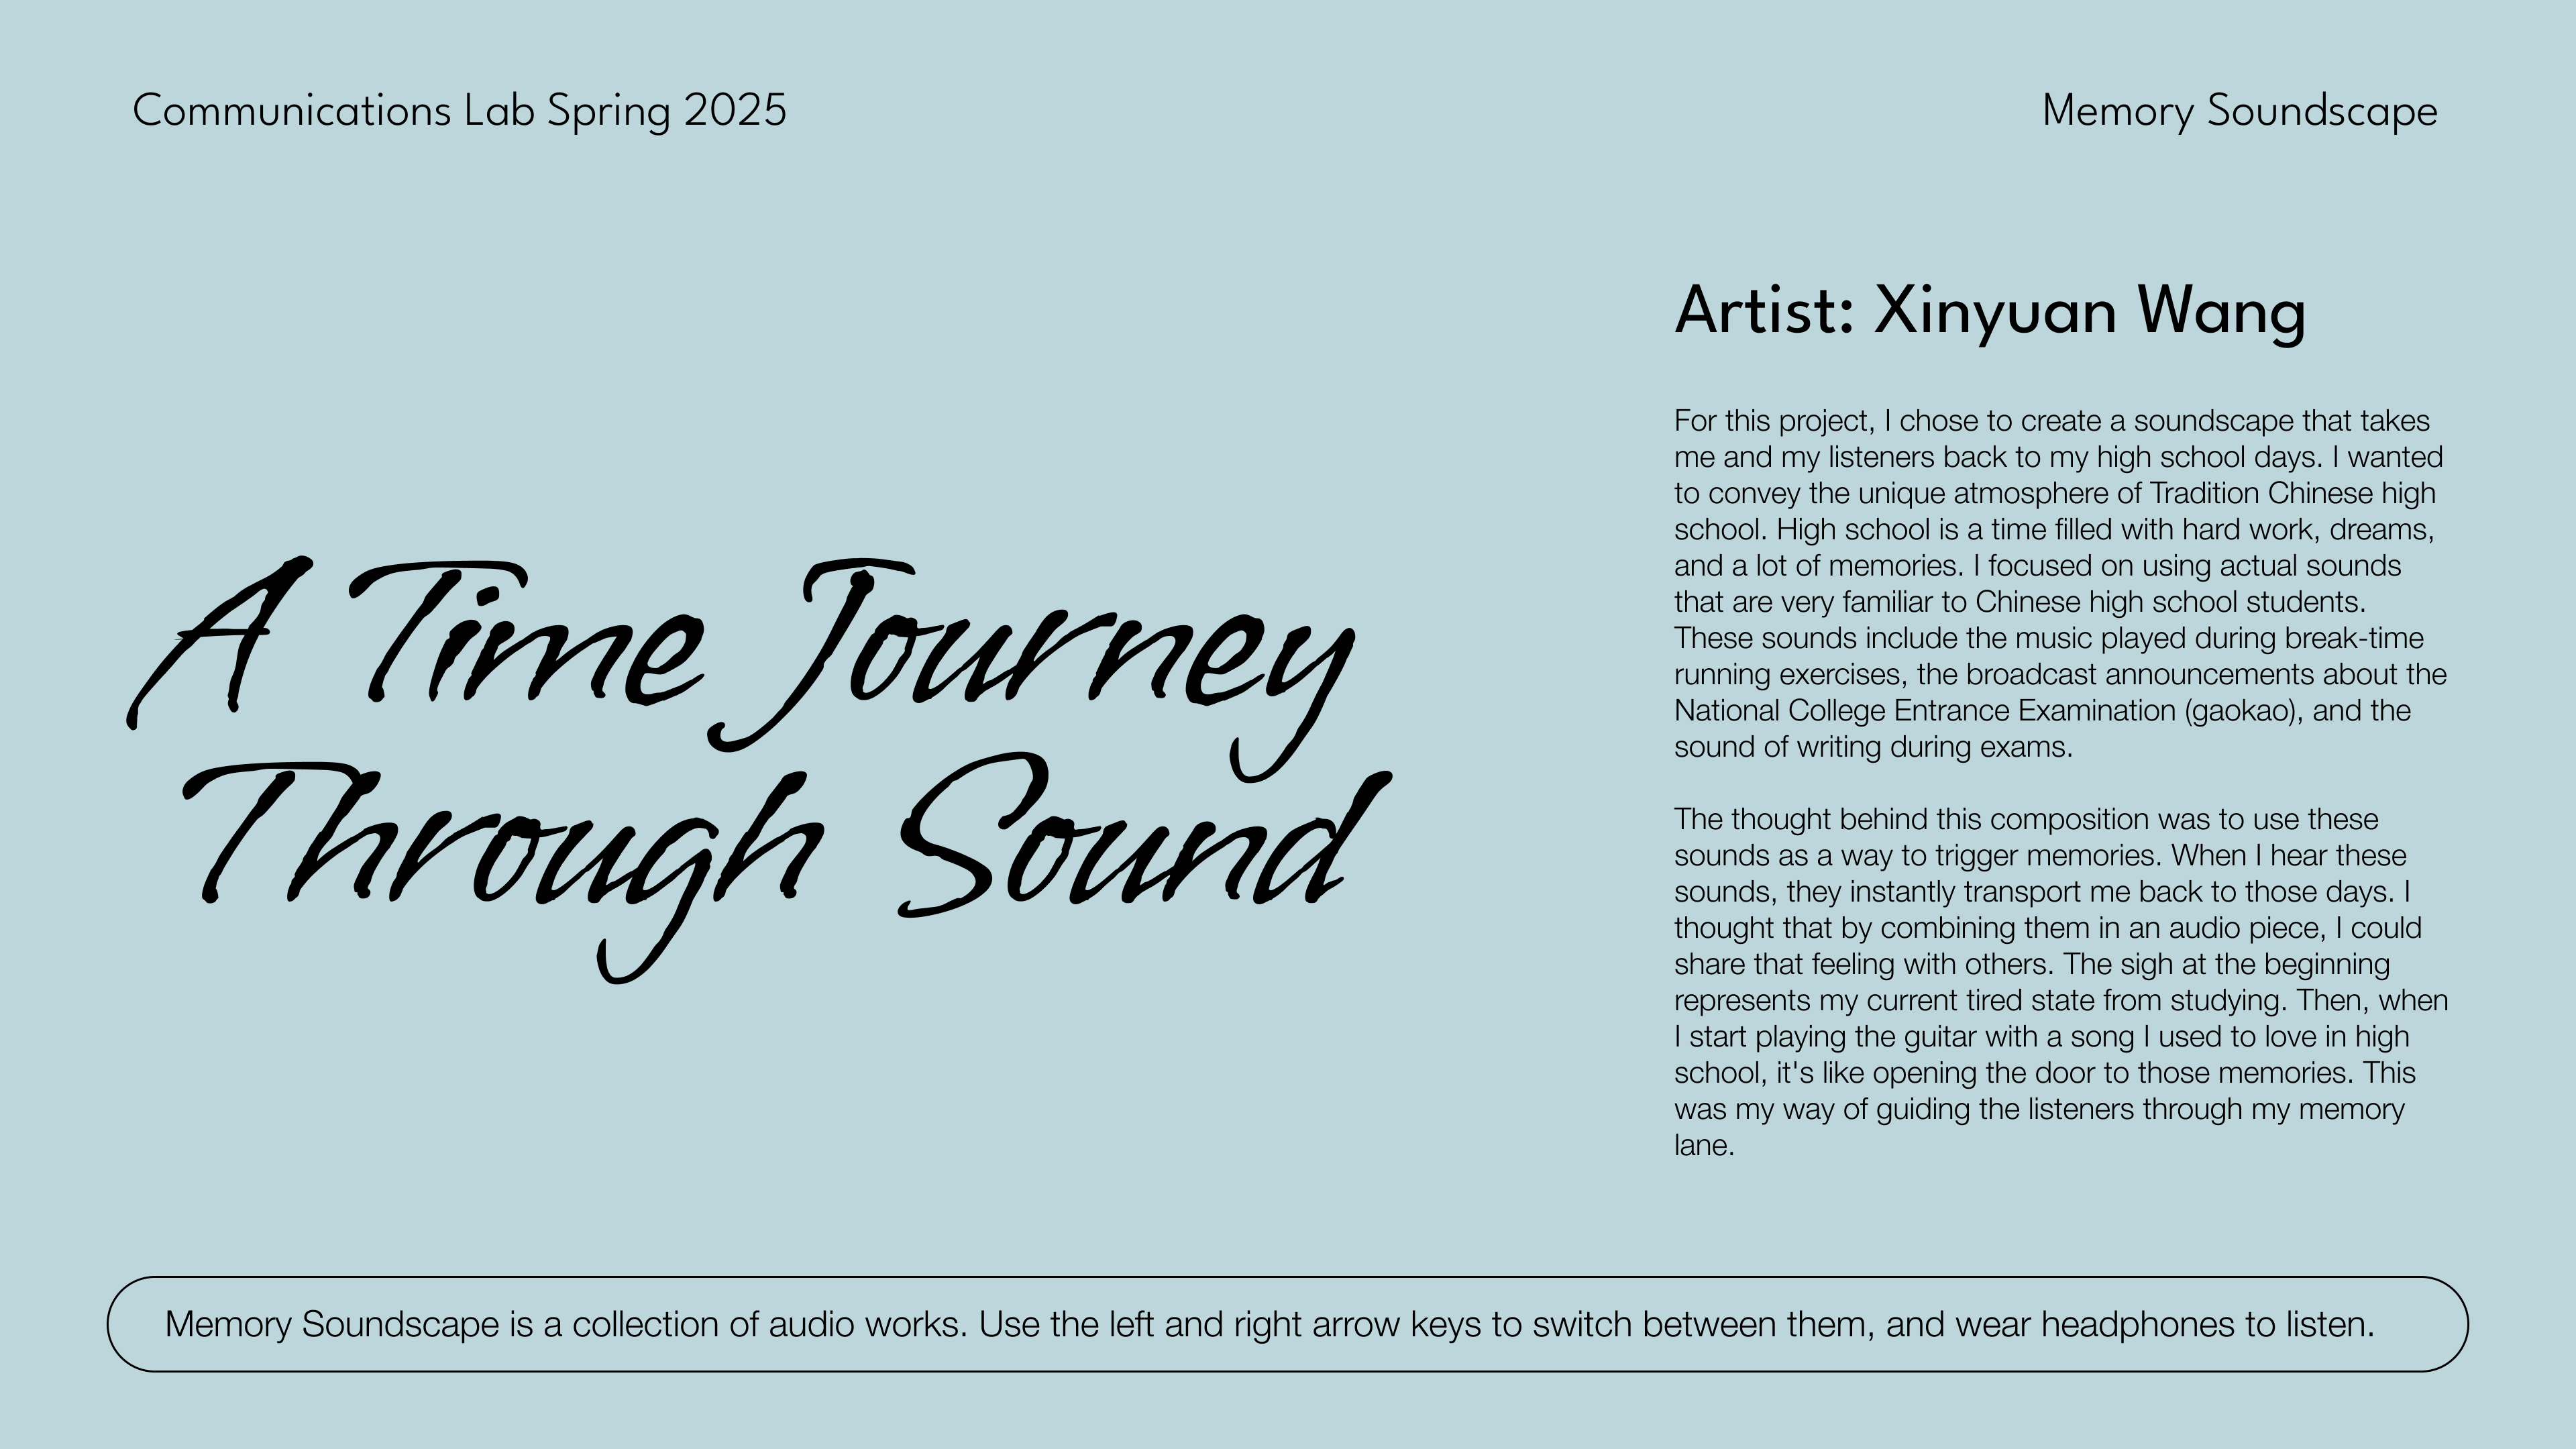 Communications Lab Spring 2025
Memory Soundscape
A Time Journey
Through Sound
Artist: Xinyuan Wang
For this project, I chose to create a soundscape that takes
me and my listeners back to my high school days. I wanted
to convey the unique atmosphere of Tradition Chinese high
school. High school is a time filled with hard work, dreams,
and a lot of memories. I focused on using actual sounds
that are very familiar to Chinese high school students.
These sounds include the music played during break-time
running exercises, the broadcast announcements about the
National College Entrance Examination (gaokao), and the
sound of writing during exams.
The thought behind this composition was to use these
sounds as a way to trigger memories. When I hear these
sounds, they instantly transport me back to those days. I
thought that by combining them in an audio piece, I could
share that feeling with others. The sigh at the beginning
represents my current tired state from studying. Then, when
I start playing the guitar with a song I used to love in high
school, it's like opening the door to those memories. This
was my way of guiding the listeners through my memory
lane.
Memory Soundscape is a collection of audio works. Use the left and right arrow keys to switch between them, and wear headphones to listen.